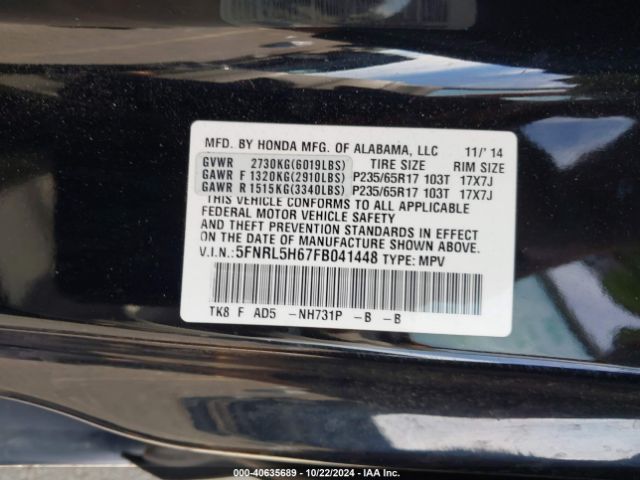 MFD. BY HONDA MFG. OF ALABAMA, LLC 11/'14
GVWR 2730KG(6019LBS) TIRE SIZE RIM SIZE
GAWR F 1320KG(2910LBS) P235/65R17 103T 17X7J
GAWR R 1515KG(3340LBS) P235/65R17 103T 17X7J
THIS VEHICLE CONFORMS TO ALL APPLICABLE
FEDERAL MOTOR VEHICLE SAFETY
AND THEFT PREVENTION STANDARDS IN EFFECT
ON THE DATE OF MANUFACTURE SHOWN ABOVE.
V.I.N.: 5FNRL5H67FB041448 TYPE: MPV
TK8 F AD5 -NH731P -B -B
000-40635689 - 10/22/2024 - IAA Inc.